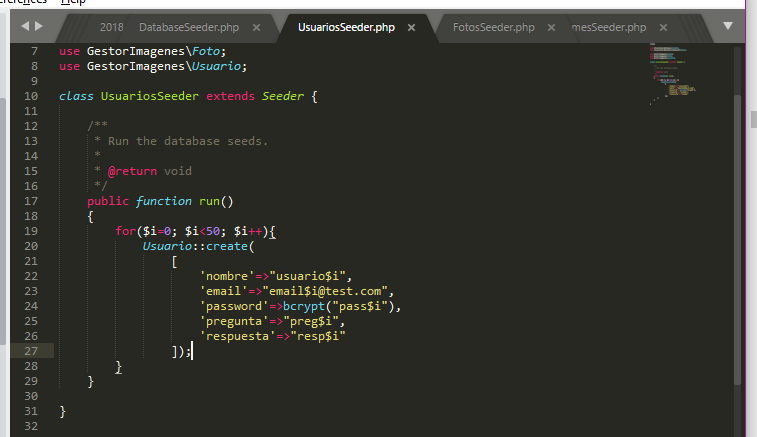 Help
2018
DatabaseSeeder.php
UsuariosSeeder.php
FotosSeeder.php
mesSeeder.php
7 use GestorImagenes\Foto;
8 use GestorImagenes\Usuario;
9
10 class UsuariosSeeder extends Seeder {
11
12 /**
13 * Run the database seeds.
14 *
15 * @return void
16 */
17 public function run()
18 {
19 for($i=0; $i<50; $i++){
20 Usuario::create(
21 [
22 'nombre'=>"usuario$i",
23 'email'=>"email$i@test.com",
24 'password'=>bcrypt("pass$i"),
25 'pregunta'=>"preg$i",
26 'respuesta'=>"resp$i"
27 ]);
28 }
29 }
30
31 }
32